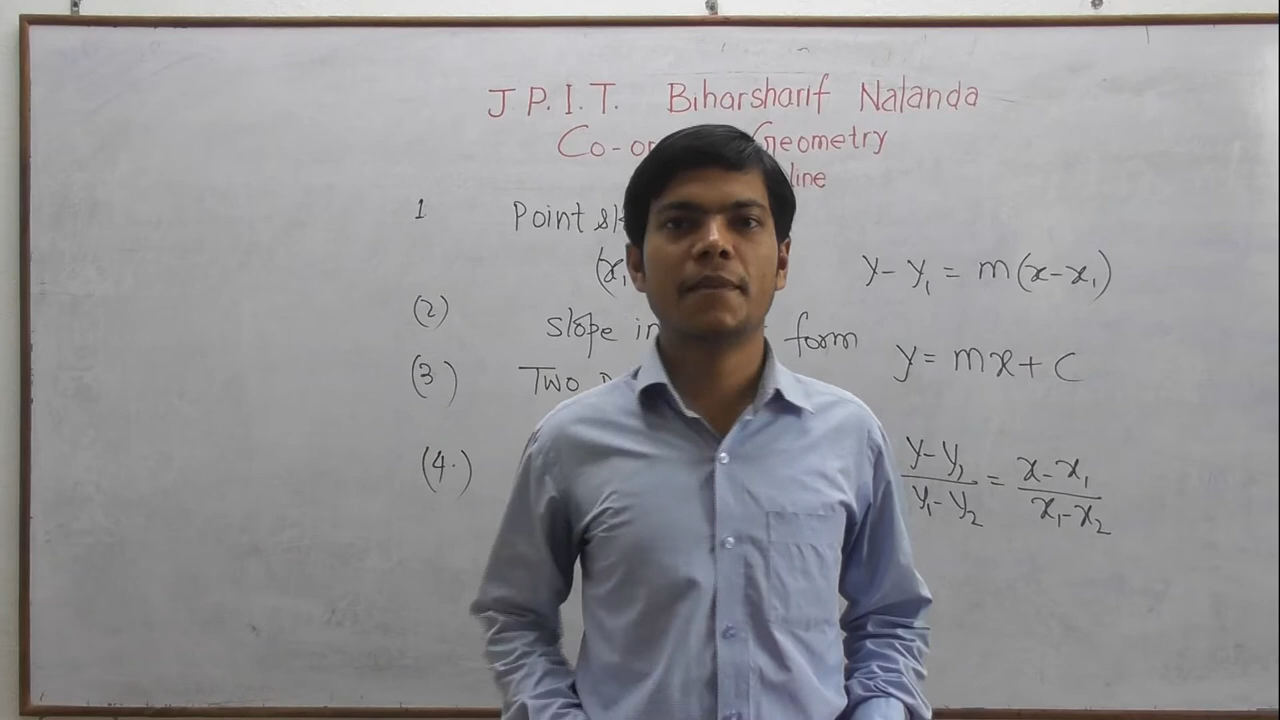 J P. I. T. Biharsharif Nalanda
Co-or Geometry
line
1 Point sl
(x₁ y - y₁ = m(x-x₁)
(2) slope in form y = mx + c
(3) Two
(4.) y-y₁/y₁-y₂ = x-x₁/x₁-x₂